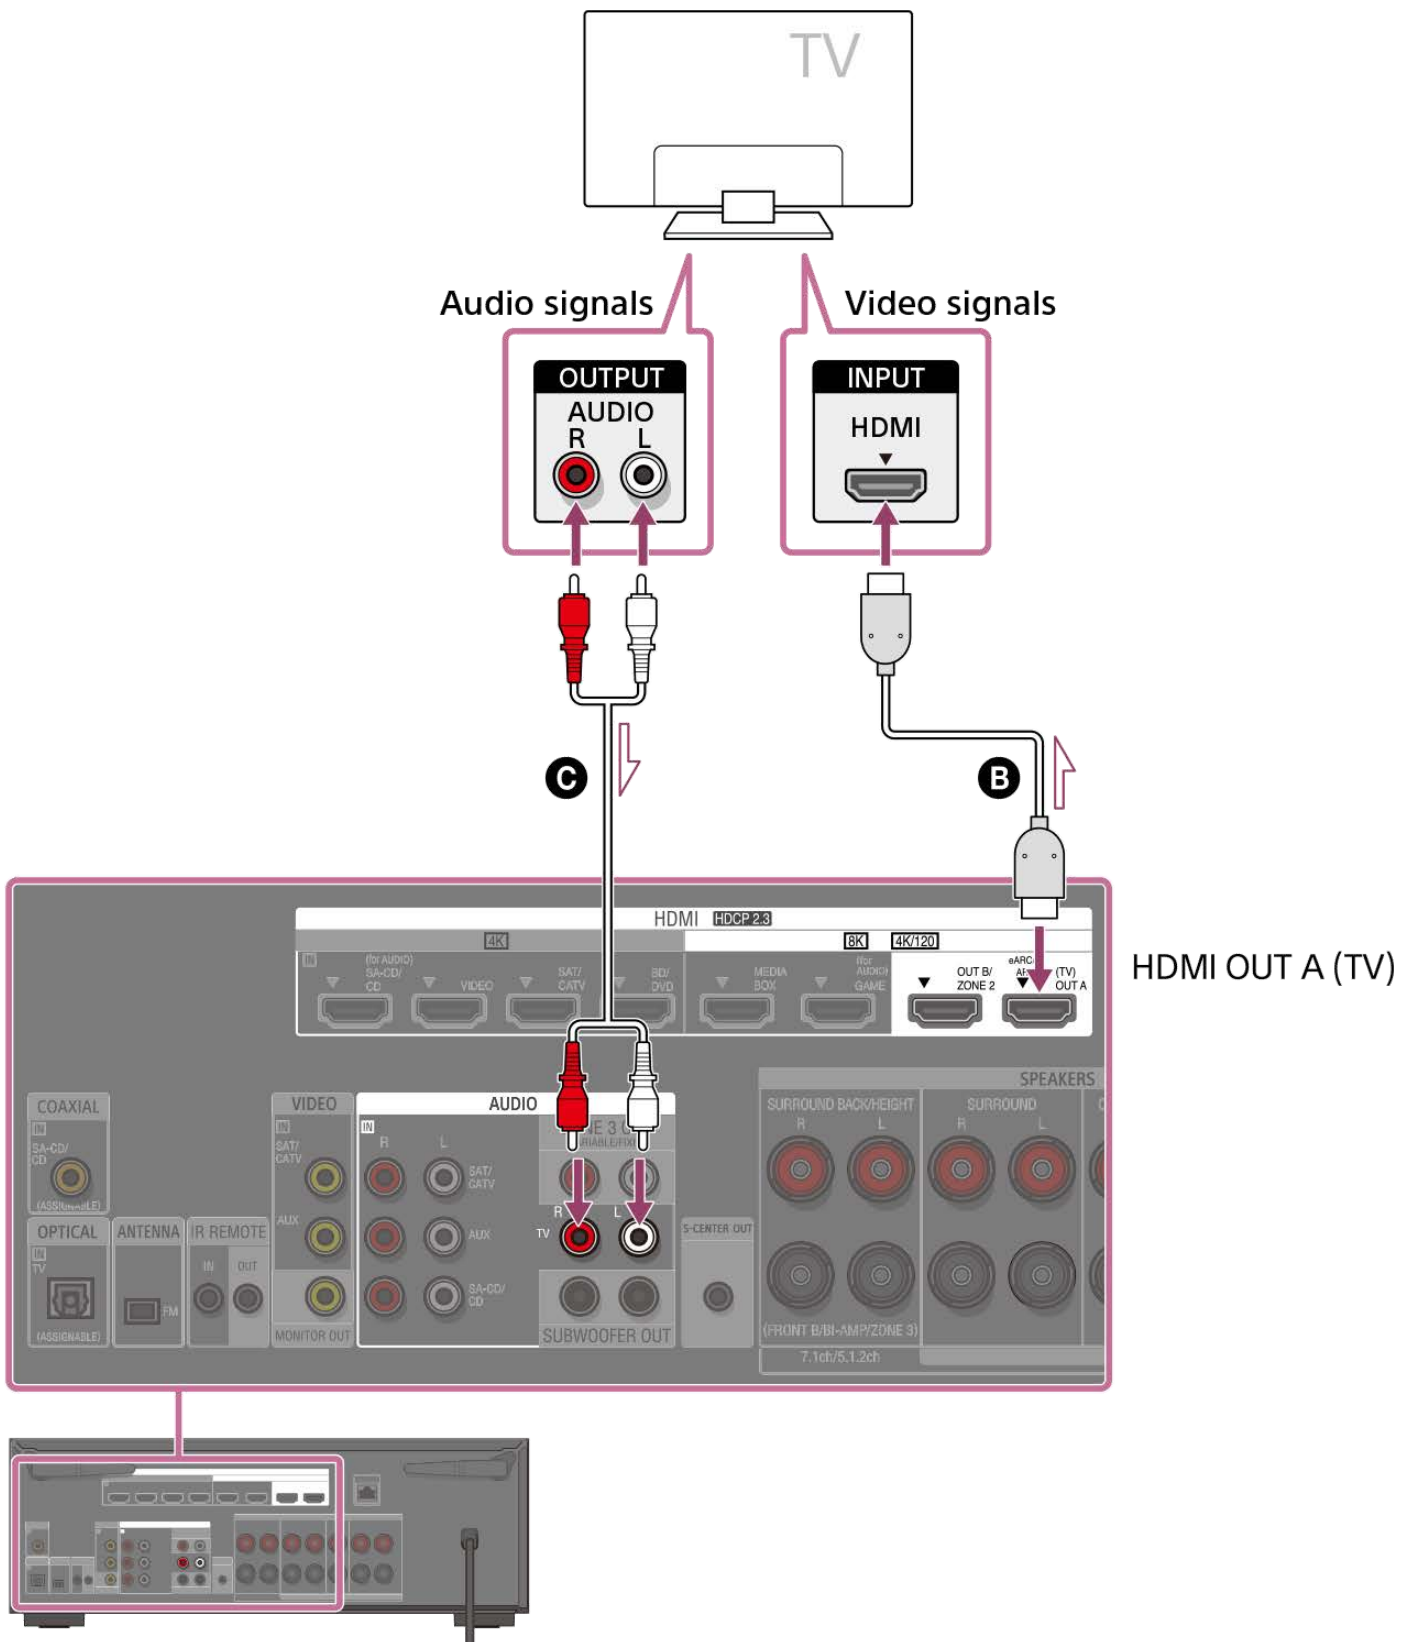 TV
Audio signals
Video signals
OUTPUT
AUDIO
R L
INPUT
HDMI
C
B
HDMI HDCP 2.3
4K
8K 4K/120
IN
(for AUDIO)
SA-CD/
CD
VIDEO
SAT/
CATV
BD/
DVD
MEDIA
BOX
(for
AUDIO)
GAME
OUT B/
ZONE 2
eARC/
(TV)
OUT A
HDMI OUT A (TV)
COAXIAL
IN
SA-CD/
CD
(ASSIGNABLE)
OPTICAL
IN
TV
(ASSIGNABLE)
ANTENNA
FM
IR REMOTE
IN OUT
VIDEO
IN
SAT/
CATV
AUX
MONITOR OUT
AUDIO
IN
R L
SAT/
CATV
AUX
SA-CD/
CD
R L
TV
SUBWOOFER OUT
S-CENTER OUT
SPEAKERS
SURROUND BACK/HEIGHT
R L
SURROUND
R L
(FRONT B/BI-AMP/ZONE 3)
7.1ch/5.1.2ch